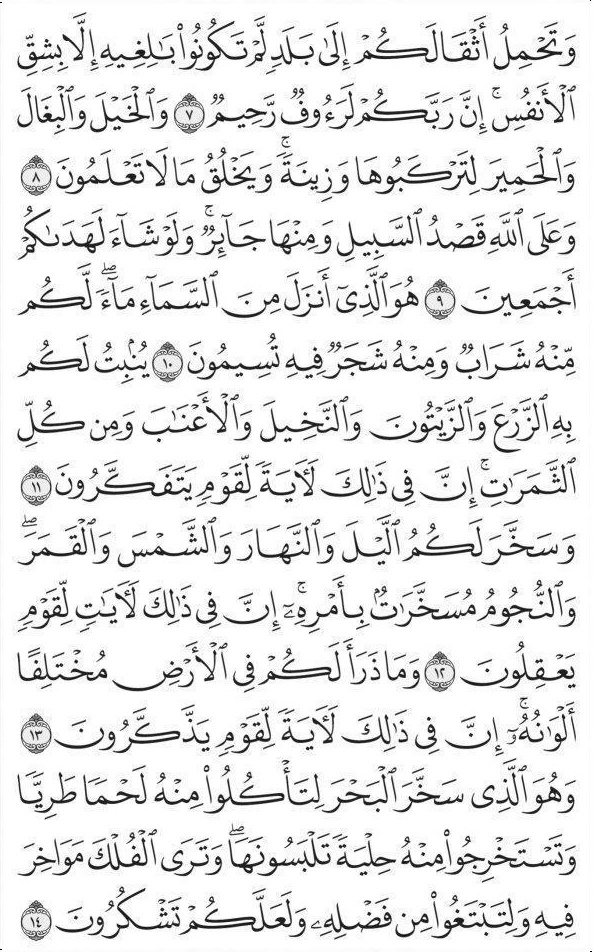 وَتَحْمِلُ أَثْقَالَكُمْ إِلَىٰ بَلَدٍ لَّمْ تَكُونُوا۟ بَـٰلِغِيهِ إِلَّا بِشِقِّ
ٱلْأَنفُسِ ۚ إِنَّ رَبَّكُمْ لَرَءُوفٌ رَّحِيمٌ ٧ وَٱلْخَيْلَ وَٱلْبِغَالَ
وَٱلْحَمِيرَ لِتَرْكَبُوهَا وَزِينَةً ۚ وَيَخْلُقُ مَا لَا تَعْلَمُونَ ٨
وَعَلَى ٱللَّهِ قَصْدُ ٱلسَّبِيلِ وَمِنْهَا جَآئِرٌ ۚ وَلَوْ شَآءَ لَهَدَىٰكُمْ
أَجْمَعِينَ ٩ هُوَ ٱلَّذِىٓ أَنزَلَ مِنَ ٱلسَّمَآءِ مَآءً ۖ لَّكُم
مِّنْهُ شَرَابٌ وَمِنْهُ شَجَرٌ فِيهِ تُسِيمُونَ ١٠ يُنۢبِتُ لَكُم
بِهِ ٱلزَّرْعَ وَٱلزَّيْتُونَ وَٱلنَّخِيلَ وَٱلْأَعْنَـٰبَ وَمِن كُلِّ
ٱلثَّمَرَٰتِ ۗ إِنَّ فِى ذَٰلِكَ لَـَٔايَةً لِّقَوْمٍ يَتَفَكَّرُونَ ١١
وَسَخَّرَ لَكُمُ ٱلَّيْلَ وَٱلنَّهَارَ وَٱلشَّمْسَ وَٱلْقَمَرَ ۖ
وَٱلنُّجُومُ مُسَخَّرَٰتٌۢ بِأَمْرِهِۦٓ ۗ إِنَّ فِى ذَٰلِكَ لَـَٔايَـٰتٍ لِّقَوْمٍ
يَعْقِلُونَ ١٢ وَمَا ذَرَأَ لَكُمْ فِى ٱلْأَرْضِ مُخْتَلِفًا
أَلْوَٰنُهُۥٓ ۗ إِنَّ فِى ذَٰلِكَ لَـَٔايَةً لِّقَوْمٍ يَذَّكَّرُونَ ١٣
وَهُوَ ٱلَّذِى سَخَّرَ ٱلْبَحْرَ لِتَأْكُلُوا۟ مِنْهُ لَحْمًا طَرِيًّا
وَتَسْتَخْرِجُوا۟ مِنْهُ حِلْيَةً تَلْبَسُونَهَا ۖ وَتَرَى ٱلْفُلْكَ مَوَاخِرَ
فِيهِ وَلِتَبْتَغُوا۟ مِن فَضْلِهِۦ وَلَعَلَّكُمْ تَشْكُرُونَ ١٤